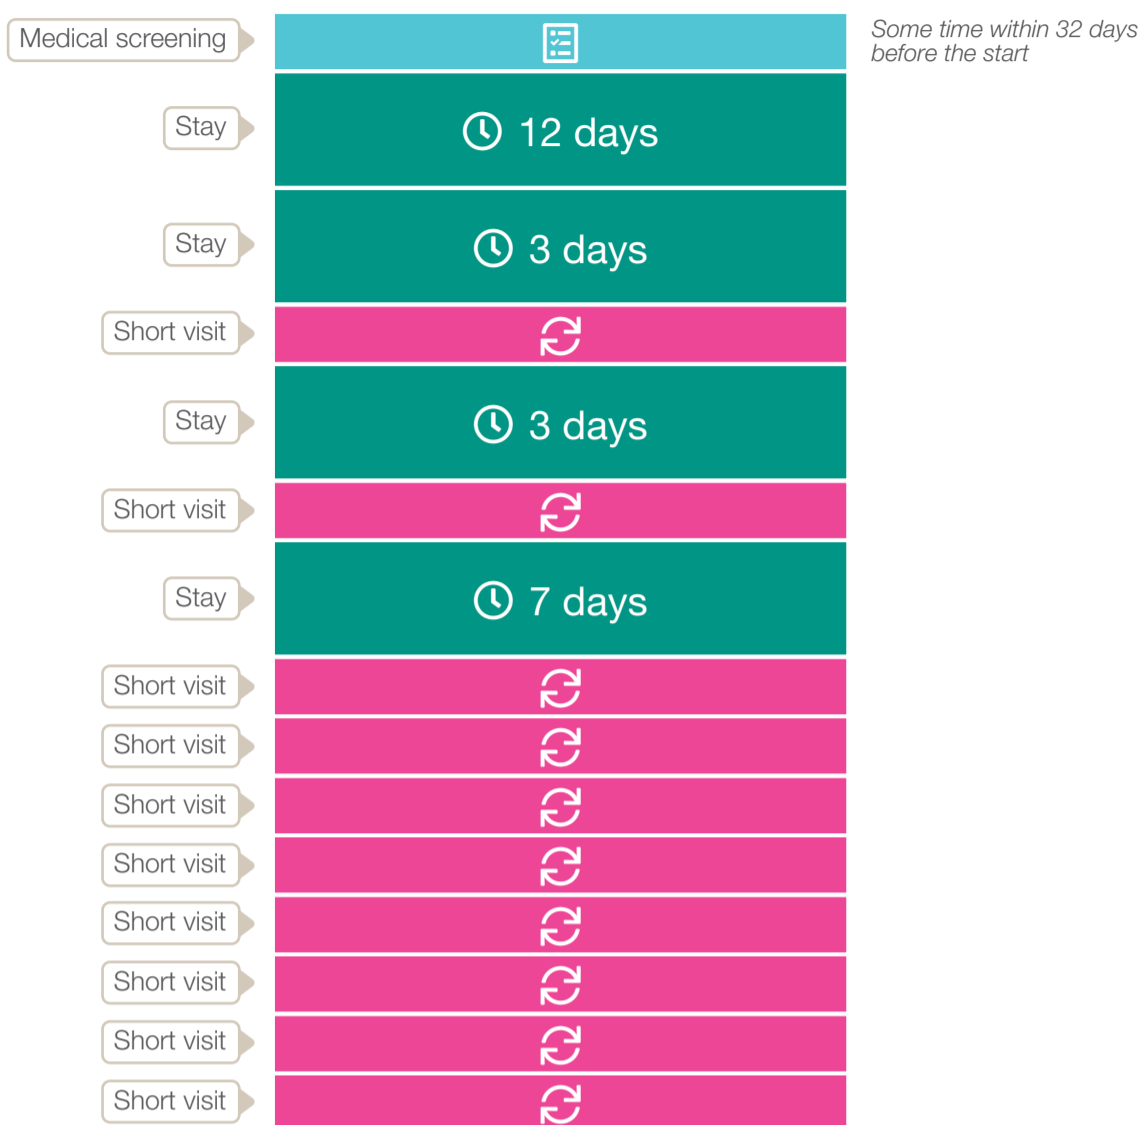 Medical screening
Some time within 32 days
before the start
Stay
12 days
Stay
3 days
Short visit
Stay
3 days
Short visit
Stay
7 days
Short visit
Short visit
Short visit
Short visit
Short visit
Short visit
Short visit
Short visit